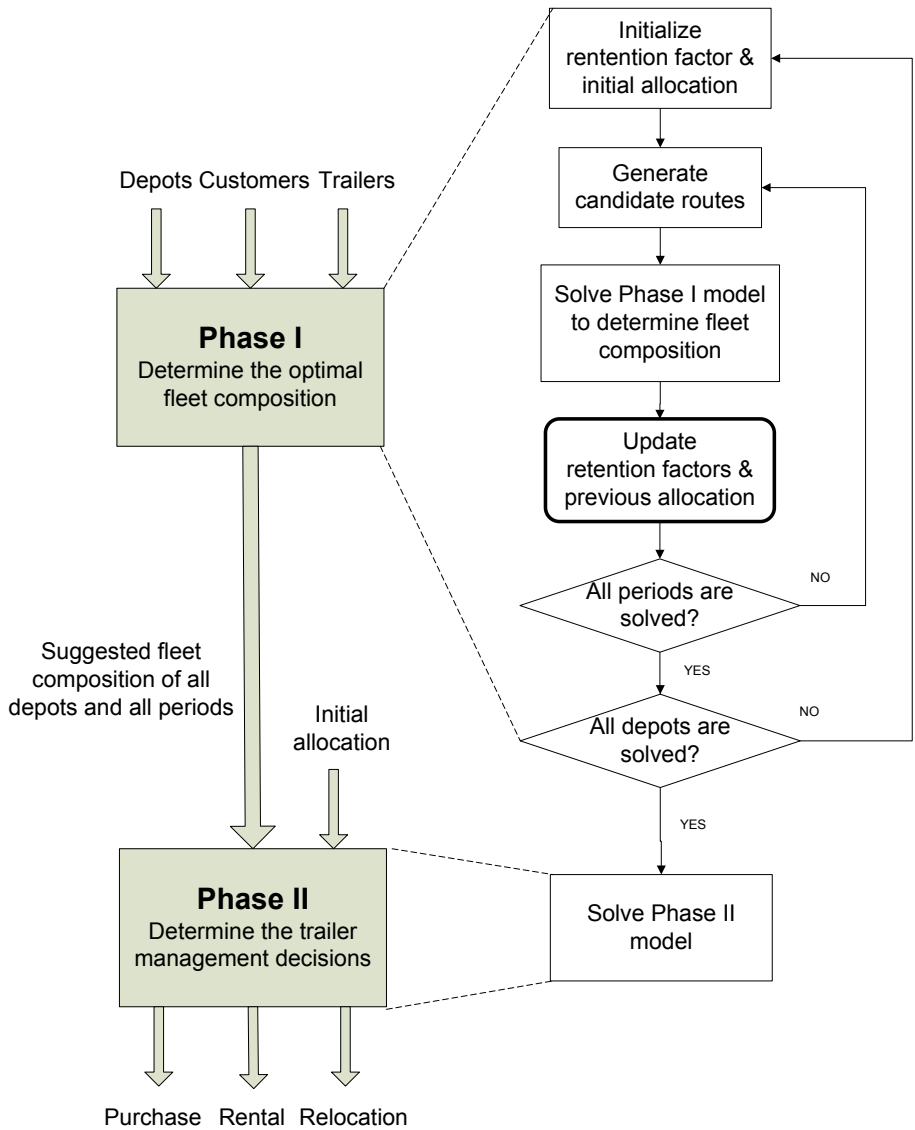 Depots Customers Trailers
Phase I
Determine the optimal
fleet composition
Suggested fleet
composition of all
depots and all periods
Initial
allocation
Phase II
Determine the trailer
management decisions
Purchase Rental Relocation
Initialize
rentention factor &
initial allocation
Generate
candidate routes
Solve Phase I model
to determine fleet
composition
Update
retention factors &
previous allocation
All periods are
solved?
NO
YES
All depots are
solved?
NO
YES
Solve Phase II
model